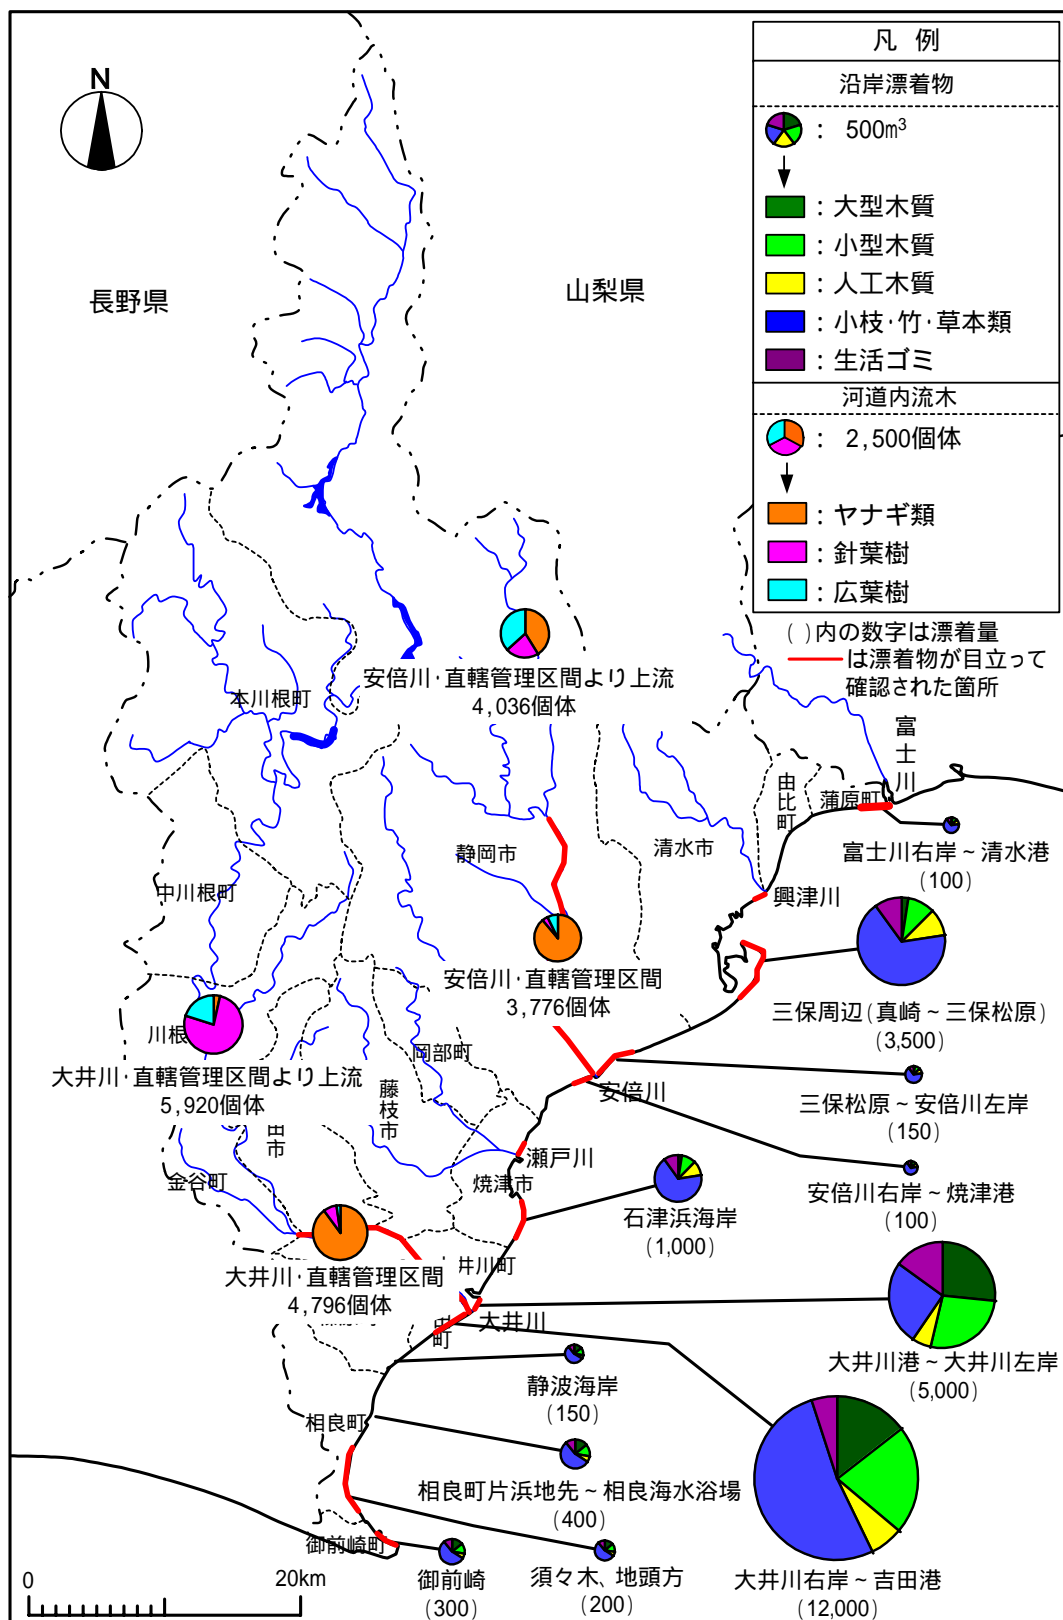 凡 例
沿岸漂着物
: 500m³
: 大型木質
: 小型木質
: 人工木質
: 小枝・竹・草本類
: 生活ゴミ
河道内流木
: 2,500個体
: ヤナギ類
: 針葉樹
: 広葉樹
( )内の数字は漂着量
は漂着物が目立って
確認された箇所
N
長野県
山梨県
安倍川・直轄管理区間より上流
4,036個体
本川根町
富士川
由比町
蒲原町
富士川右岸~清水港
(100)
静岡市
清水市
中川根町
興津川
安倍川・直轄管理区間
3,776個体
三保周辺(真崎~三保松原)
(3,500)
川根
大井川・直轄管理区間より上流
5,920個体
岡部町
藤枝市
安倍川
三保松原~安倍川左岸
(150)
田市
瀬戸川
金谷町
焼津市
安倍川右岸~焼津港
(100)
石津浜海岸
(1,000)
大井川・直轄管理区間
4,796個体
井川町
大井川
町
大井川港~大井川左岸
(5,000)
静波海岸
(150)
相良町
相良町片浜地先~相良海水浴場
(400)
御前崎町
御前崎
(300)
須々木、地頭方
(200)
大井川右岸~吉田港
(12,000)
0
20km